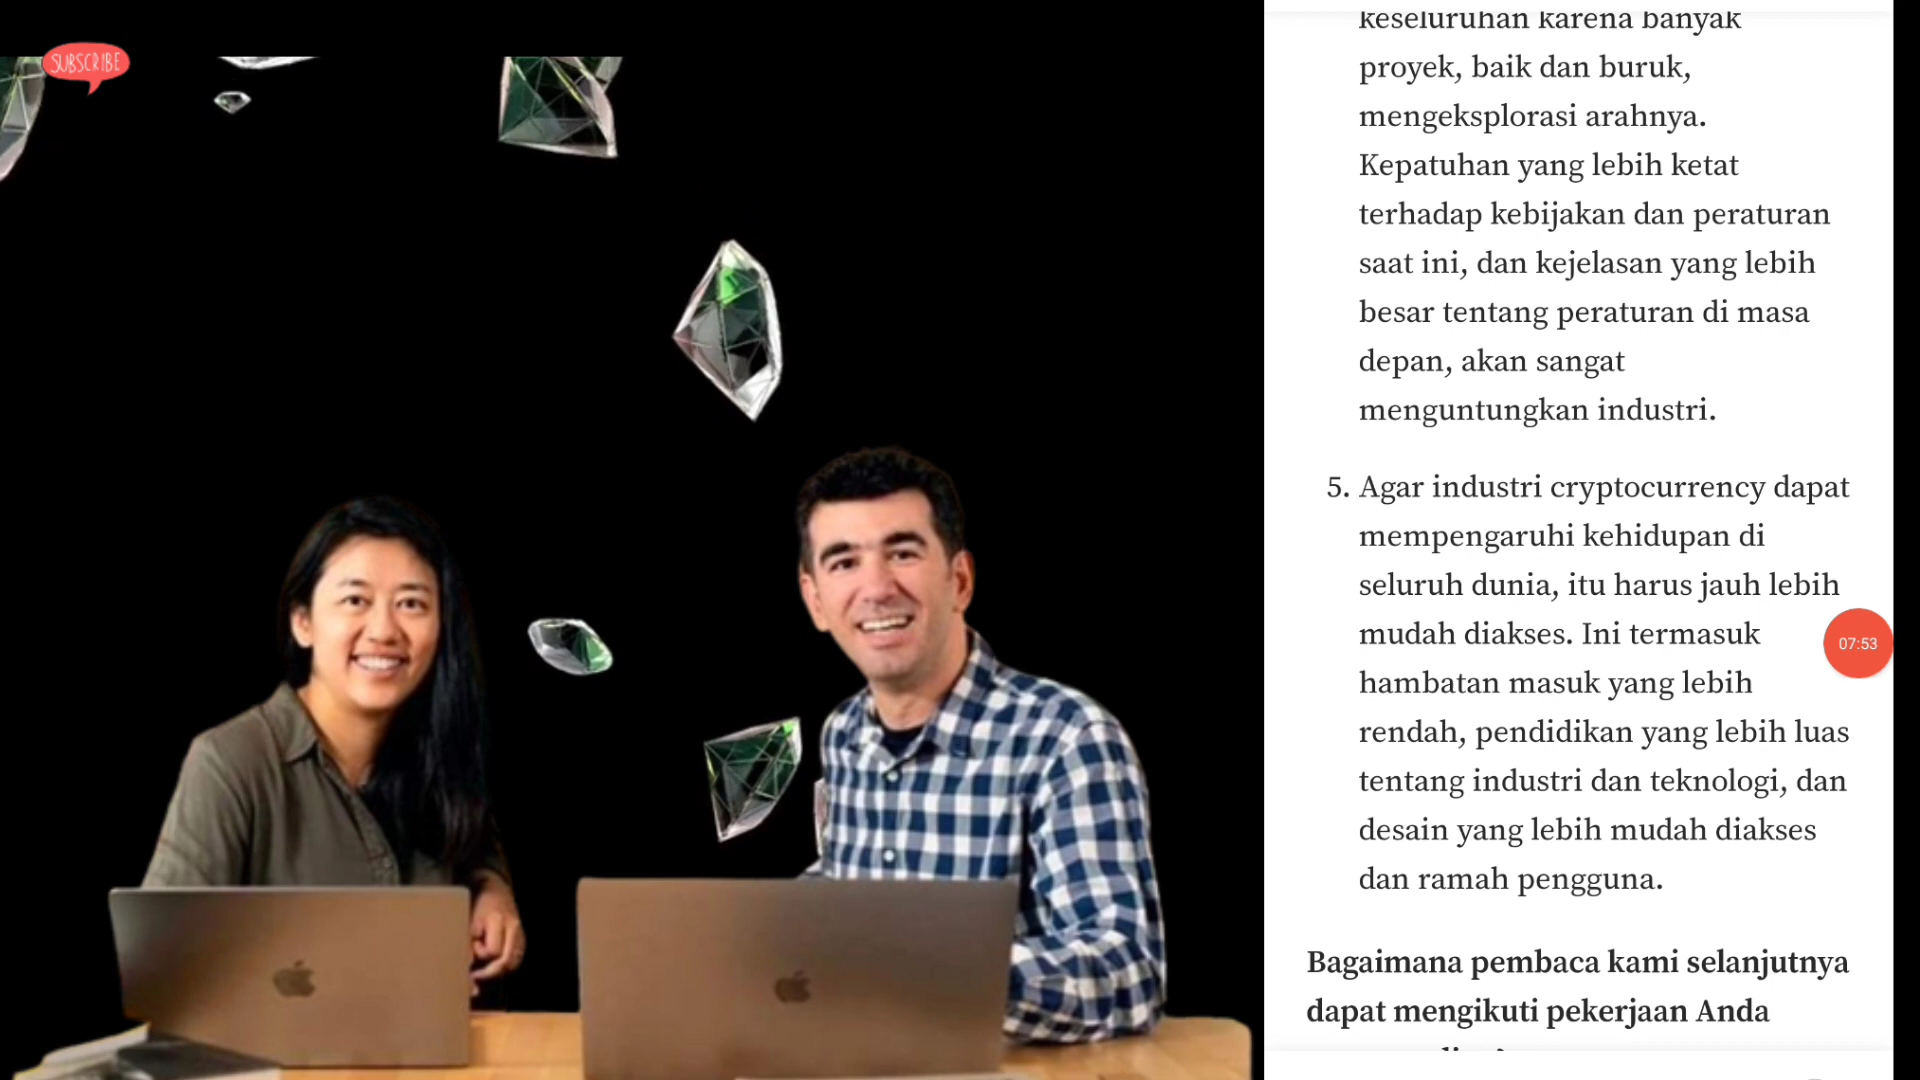 SUBSCRIBE
keseluruhan karena banyak
proyek, baik dan buruk,
mengeksplorasi arahnya.
Kepatuhan yang lebih ketat
terhadap kebijakan dan peraturan
saat ini, dan kejelasan yang lebih
besar tentang peraturan di masa
depan, akan sangat
menguntungkan industri.
5. Agar industri cryptocurrency dapat
mempengaruhi kehidupan di
seluruh dunia, itu harus jauh lebih
mudah diakses. Ini termasuk
hambatan masuk yang lebih
rendah, pendidikan yang lebih luas
tentang industri dan teknologi, dan
desain yang lebih mudah diakses
dan ramah pengguna.
07:53
Bagaimana pembaca kami selanjutnya
dapat mengikuti pekerjaan Anda